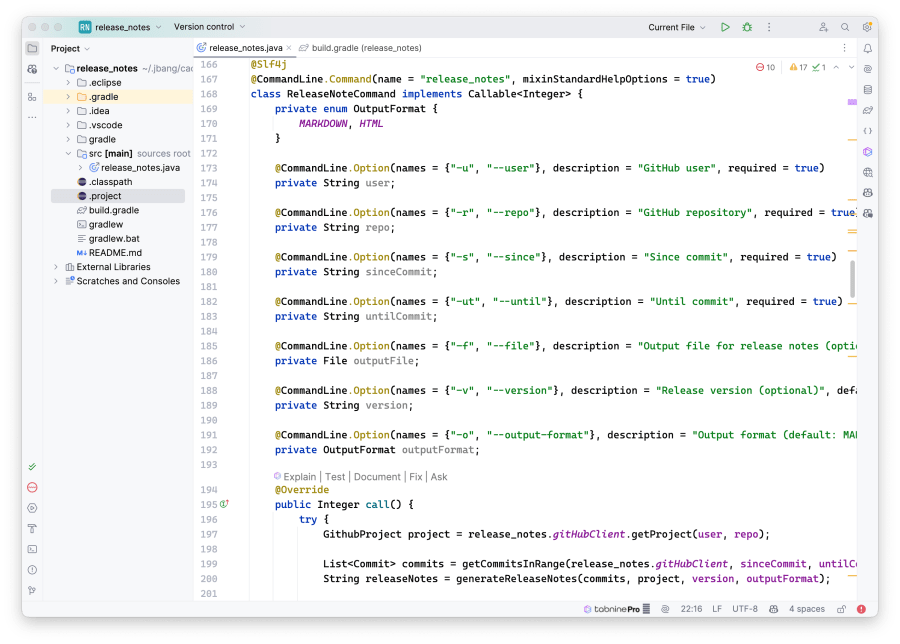 RN release_notes Version control Current File
Project
release_notes.java build.gradle (release_notes)
release_notes ~/.jbang/cac
.eclipse
.gradle
.idea
.vscode
gradle
src [main] sources root
release_notes.java
.classpath
.project
build.gradle
gradlew
gradlew.bat
M↓ README.md
External Libraries
Scratches and Consoles
10 17 1
166 @Slf4j
167 @CommandLine.Command(name = "release_notes", mixinStandardHelpOptions = true)
168 class ReleaseNoteCommand implements Callable<Integer> {
169 private enum OutputFormat {
170 MARKDOWN, HTML
171 }
172
173 @CommandLine.Option(names = {"-u", "--user"}, description = "GitHub user", required = true)
174 private String user;
175
176 @CommandLine.Option(names = {"-r", "--repo"}, description = "GitHub repository", required = true)
177 private String repo;
178
179 @CommandLine.Option(names = {"-s", "--since"}, description = "Since commit", required = true)
180 private String sinceCommit;
181
182 @CommandLine.Option(names = {"-ut", "--until"}, description = "Until commit", required = true)
183 private String untilCommit;
184
185 @CommandLine.Option(names = {"-f", "--file"}, description = "Output file for release notes (optio
186 private File outputFile;
187
188 @CommandLine.Option(names = {"-v", "--version"}, description = "Release version (optional)", defa
189 private String version;
190
191 @CommandLine.Option(names = {"-o", "--output-format"}, description = "Output format (default: MAR
192 private OutputFormat outputFormat;
193
Explain | Test | Document | Fix | Ask
194 @Override
195 public Integer call() {
196 try {
197 GithubProject project = release_notes.gitHubClient.getProject(user, repo);
198
199 List<Commit> commits = getCommitsInRange(release_notes.gitHubClient, sinceCommit, untilCo
200 String releaseNotes = generateReleaseNotes(commits, project, version, outputFormat);
201
tabnine Pro 22:16 LF UTF-8 4 spaces